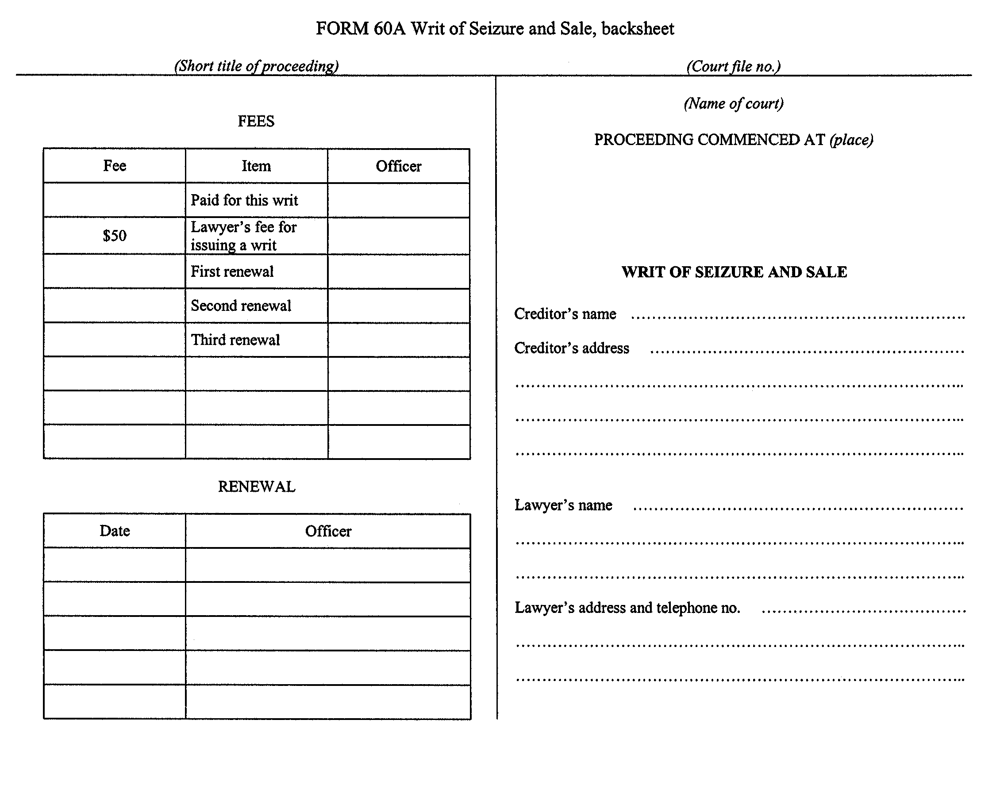 FORM 60A Writ of Seizure and Sale, backsheet
(Short title of proceeding)
(Court file no.)
FEES
Fee Item Officer
Paid for this writ
$50 Lawyer’s fee for
issuing a writ
First renewal
Second renewal
Third renewal
RENEWAL
Date Officer
(Name of court)
PROCEEDING COMMENCED AT (place)
WRIT OF SEIZURE AND SALE
Creditor’s name
Creditor’s address
Lawyer’s name
Lawyer’s address and telephone no.